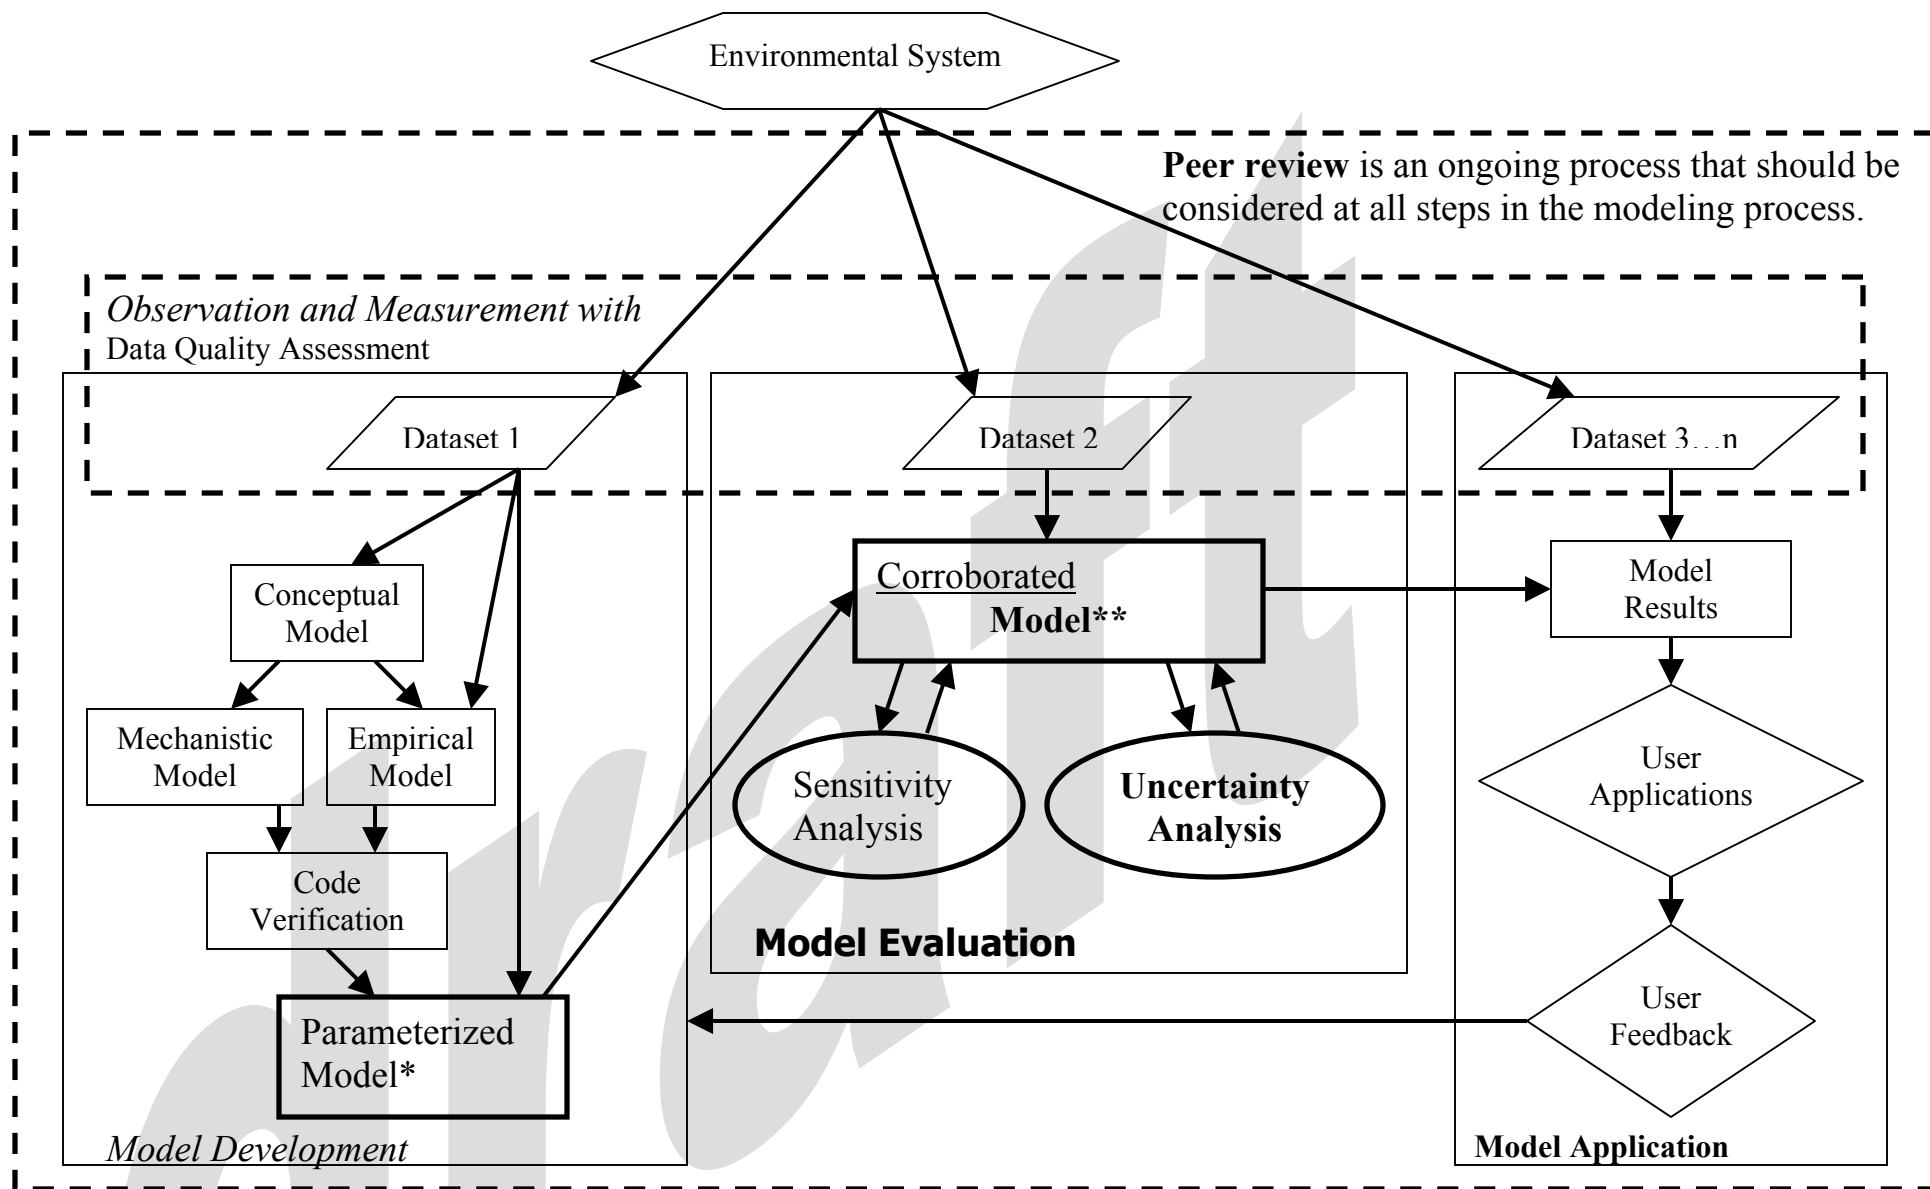 Environmental System
Peer review is an ongoing process that should be
considered at all steps in the modeling process.
Observation and Measurement with
Data Quality Assessment
Dataset 1
Dataset 2
Dataset 3…n
Conceptual
Model
Mechanistic
Model
Empirical
Model
Code
Verification
Parameterized
Model*
Model Development
Corroborated
Model**
Sensitivity
Analysis
Uncertainty
Analysis
Model Evaluation
Model
Results
User
Applications
User
Feedback
Model Application
draft